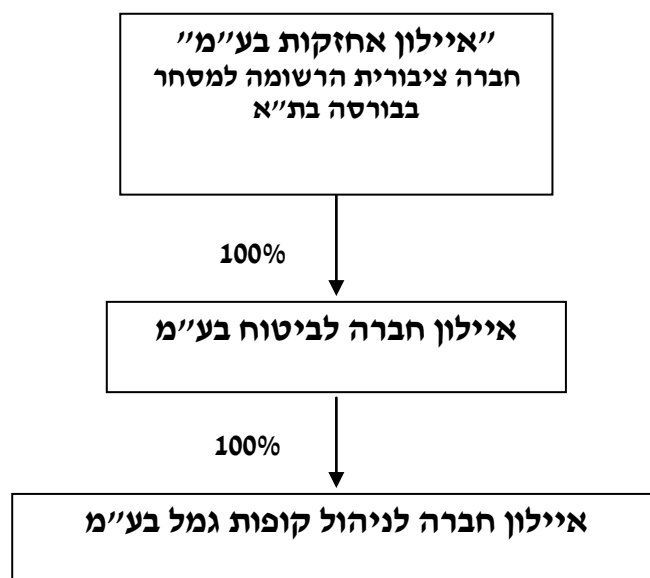 "איילון אחזקות בע"מ"
חברה ציבורית הרשומה למסחר
בבורסה בת"א
100%
איילון חברה לביטוח בע"מ
100%
איילון חברה לניהול קופות גמל בע"מ